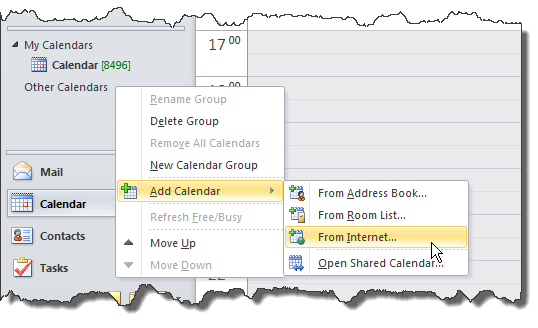 My Calendars
Calendar [8496]
Other Calendars
17 00
Rename Group
Delete Group
Remove All Calendars
New Calendar Group
Add Calendar
Refresh Free/Busy
Move Up
Move Down
From Address Book...
From Room List...
From Internet...
Open Shared Calendar...
Mail
Calendar
Contacts
Tasks